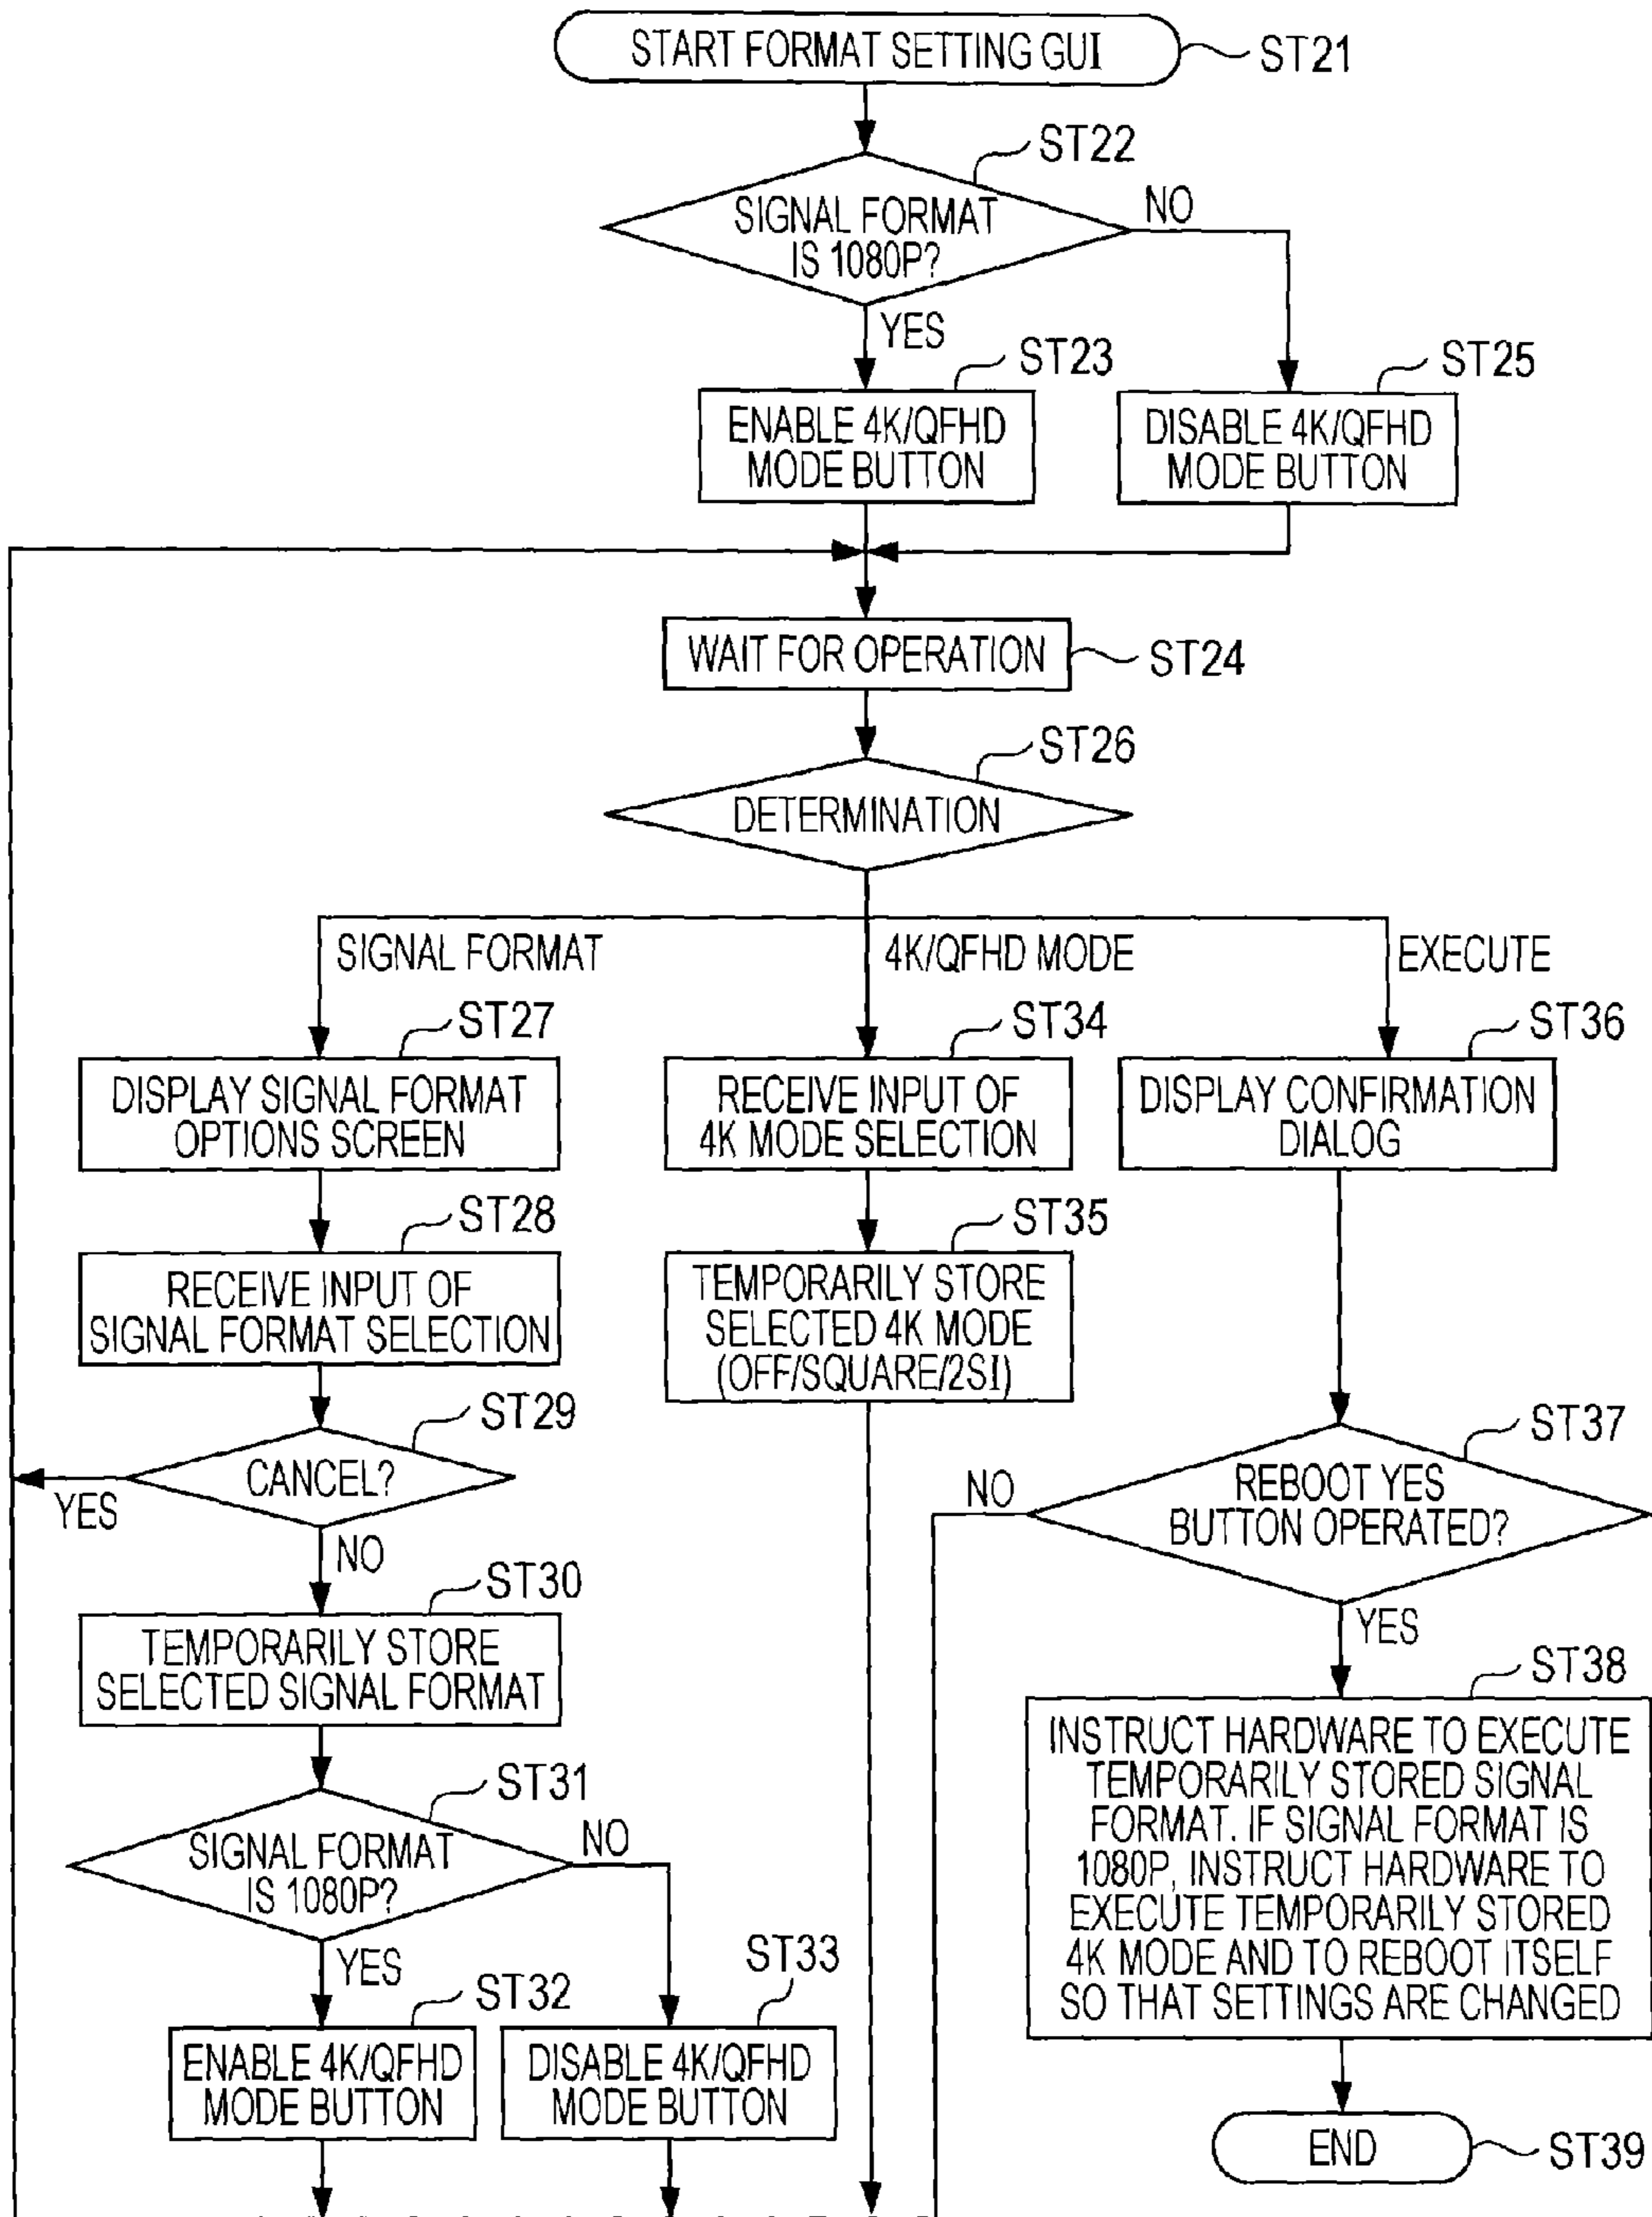 START FORMAT SETTING GUI
ST21
ST22
SIGNAL FORMAT
IS 1080P?
NO
YES
ST23
ENABLE 4K/QFHD
MODE BUTTON
ST25
DISABLE 4K/QFHD
MODE BUTTON
WAIT FOR OPERATION
ST24
ST26
DETERMINATION
SIGNAL FORMAT
4K/QFHD MODE
EXECUTE
ST27
DISPLAY SIGNAL FORMAT
OPTIONS SCREEN
ST34
RECEIVE INPUT OF
4K MODE SELECTION
ST36
DISPLAY CONFIRMATION
DIALOG
ST28
RECEIVE INPUT OF
SIGNAL FORMAT SELECTION
ST35
TEMPORARILY STORE
SELECTED 4K MODE
(OFF/SQUARE/2SI)
ST29
CANCEL?
YES
NO
ST37
REBOOT YES
BUTTON OPERATED?
NO
YES
ST30
TEMPORARILY STORE
SELECTED SIGNAL FORMAT
ST38
INSTRUCT HARDWARE TO EXECUTE
TEMPORARILY STORED SIGNAL
FORMAT. IF SIGNAL FORMAT IS
1080P, INSTRUCT HARDWARE TO
EXECUTE TEMPORARILY STORED
4K MODE AND TO REBOOT ITSELF
SO THAT SETTINGS ARE CHANGED
ST31
SIGNAL FORMAT
IS 1080P?
NO
YES
ST32
ENABLE 4K/QFHD
MODE BUTTON
ST33
DISABLE 4K/QFHD
MODE BUTTON
END
ST39